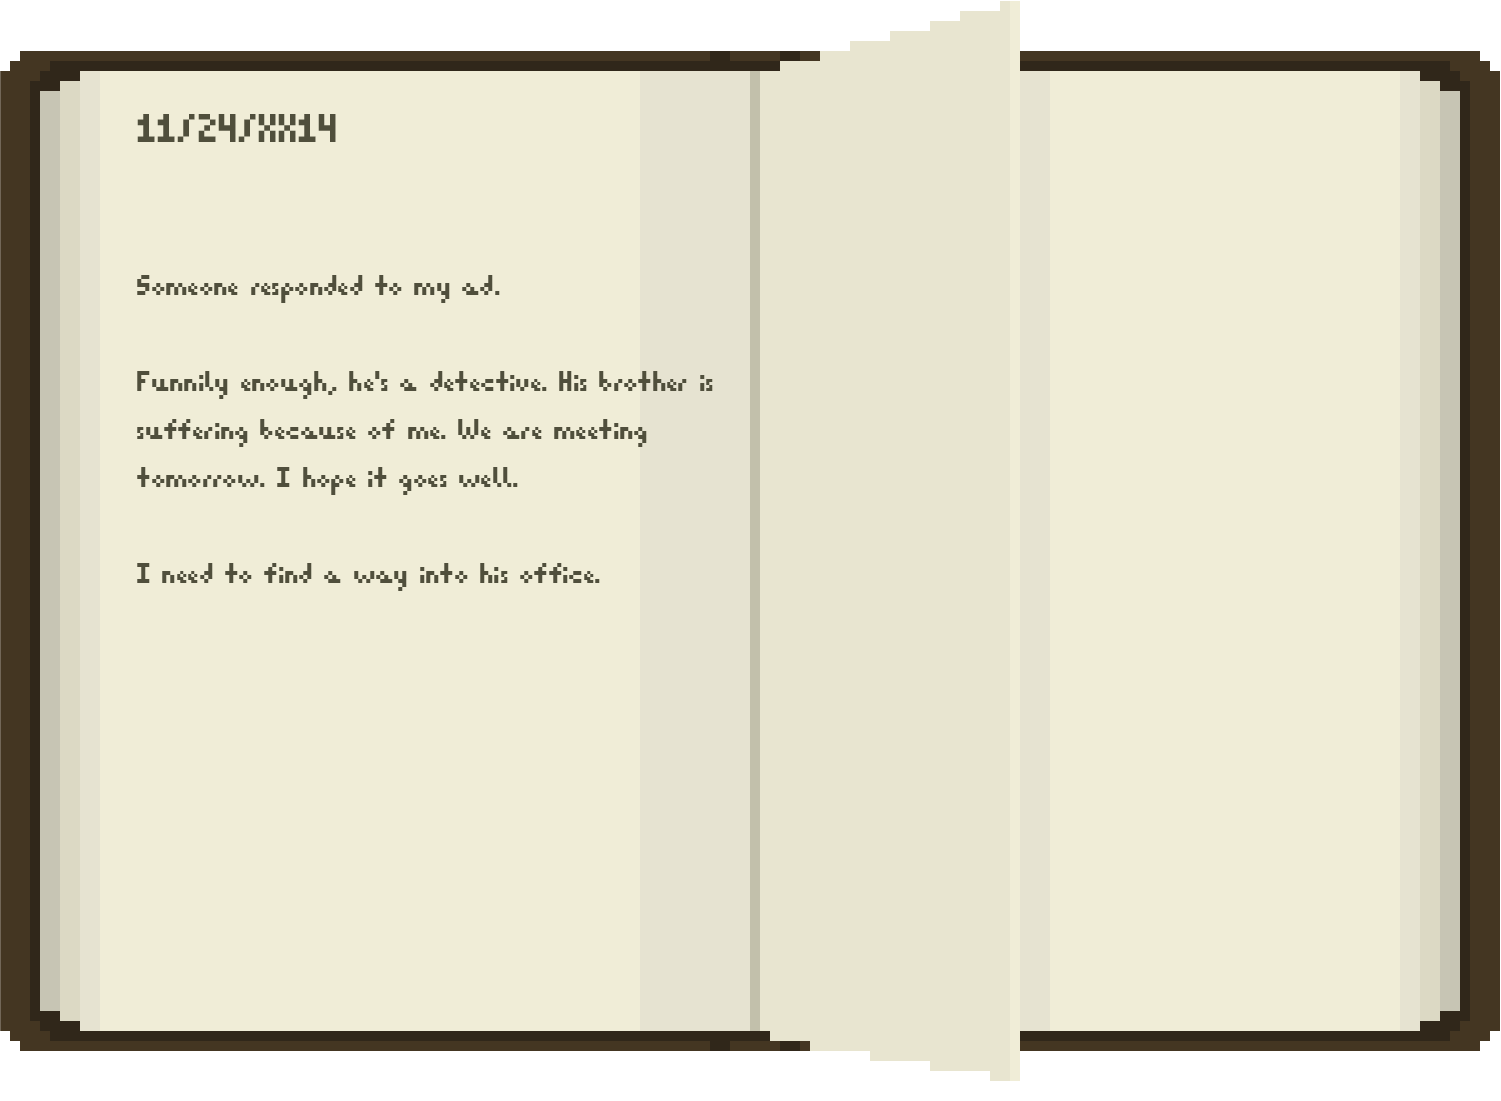 11/24/XX14
Someone responded to my ad.
Funnily enough, he's a detective. His brother is
suffering because of me. We are meeting
tomorrow. I hope it goes well.
I need to find a way into his office.